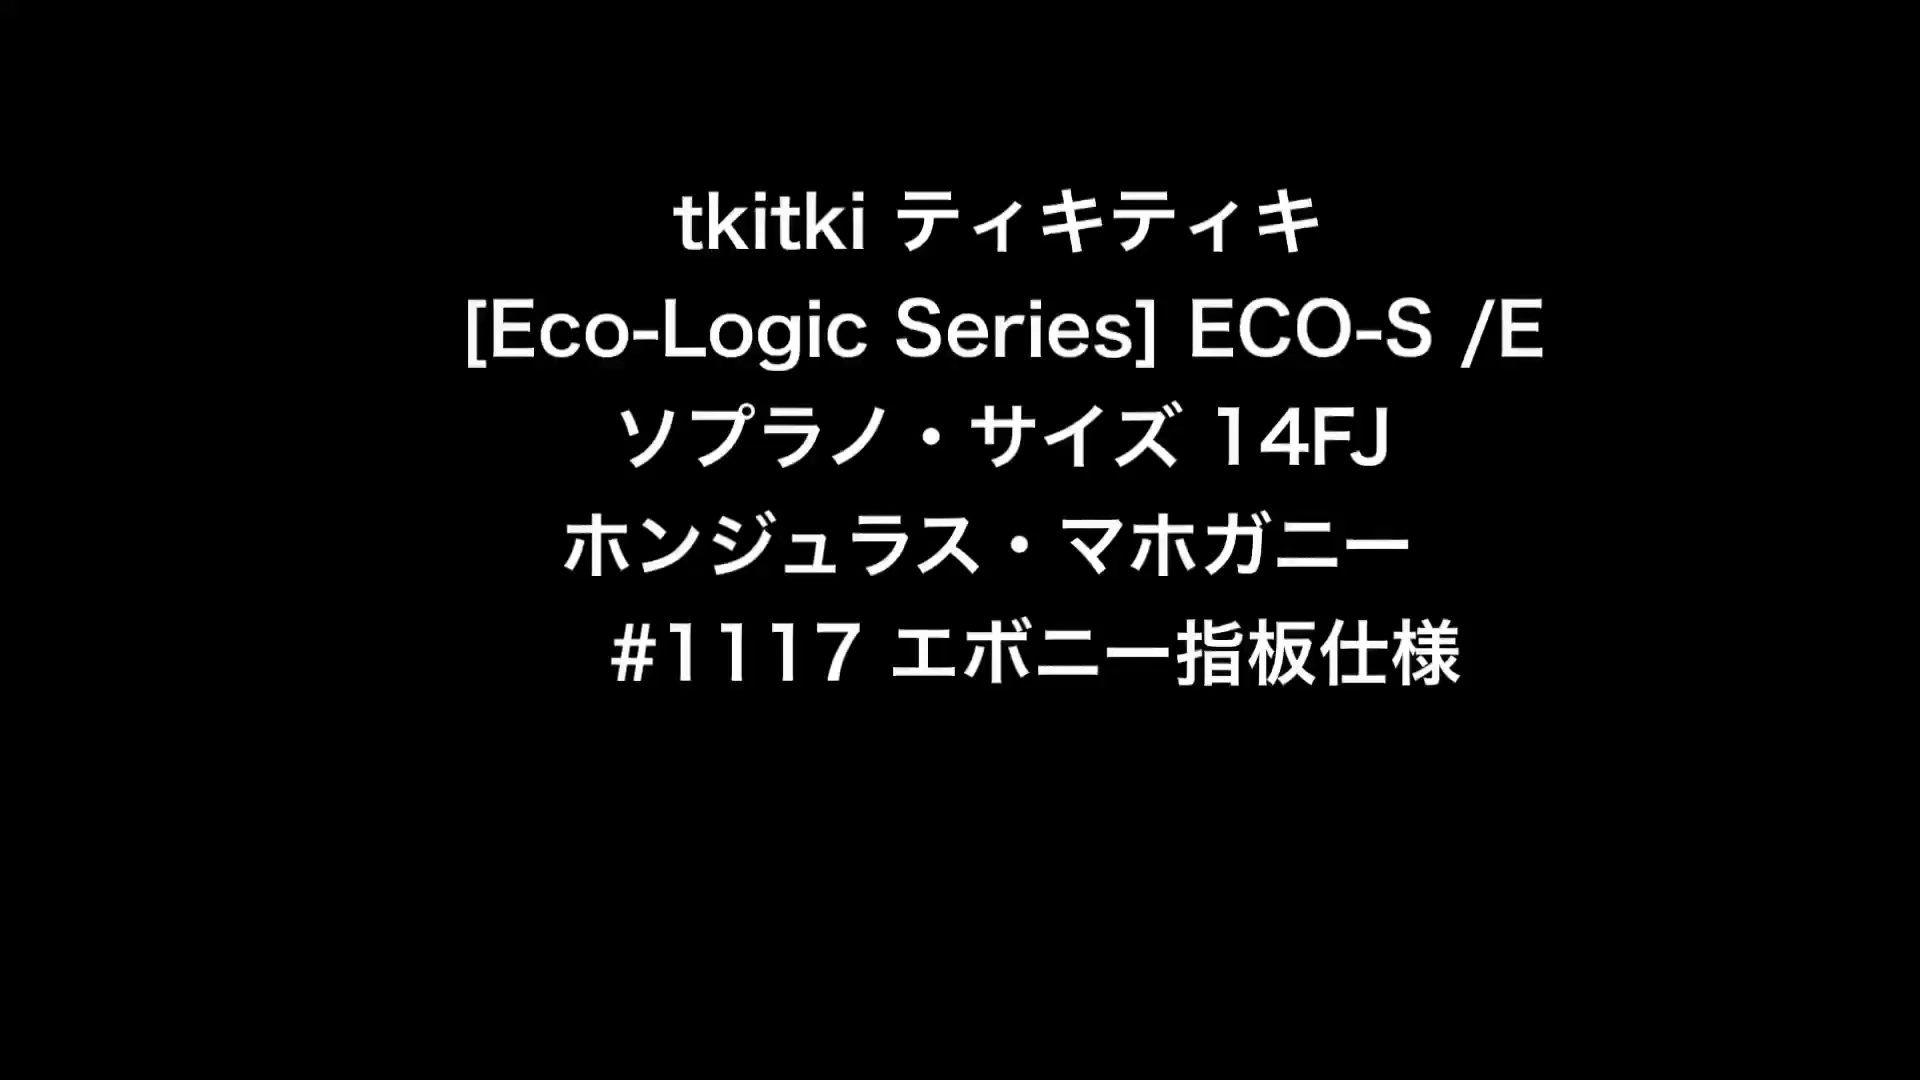 tkitki ティキティキ
[Eco-Logic Series] ECO-S /E
ソプラノ・サイズ 14FJ
ホンジュラス・マホガニー
#1117 エボニー指板仕様